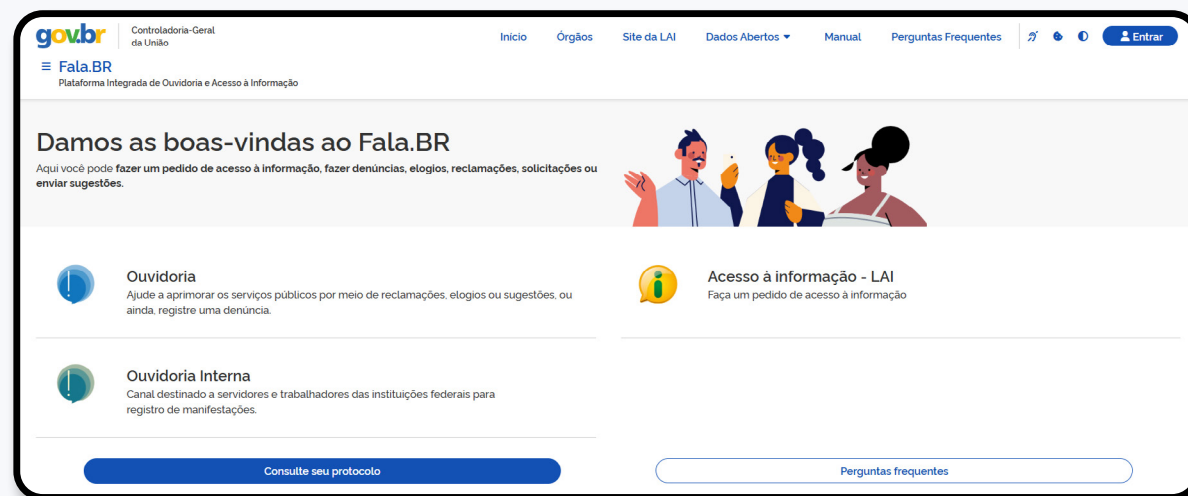 gov.br
Controladoria-Geral
da União
Início Órgãos Site da LAI Dados Abertos Manual Perguntas Frequentes Entrar
Fala.BR
Plataforma Integrada de Ouvidoria e Acesso à Informação
Damos as boas-vindas ao Fala.BR
Aqui você pode fazer um pedido de acesso à informação, fazer denúncias, elogios, reclamações, solicitações ou
enviar sugestões.
Ouvidoria
Ajude a aprimorar os serviços públicos por meio de reclamações, elogios ou sugestões, ou
ainda, registre uma denúncia.
Acesso à informação - LAI
Faça um pedido de acesso à informação
Ouvidoria Interna
Canal destinado a servidores e trabalhadores das instituições federais para
registro de manifestações.
Consulte seu protocolo
Perguntas frequentes